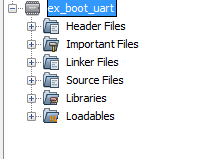 ex_boot_uart
Header Files
Important Files
Linker Files
Source Files
Libraries
Loadables